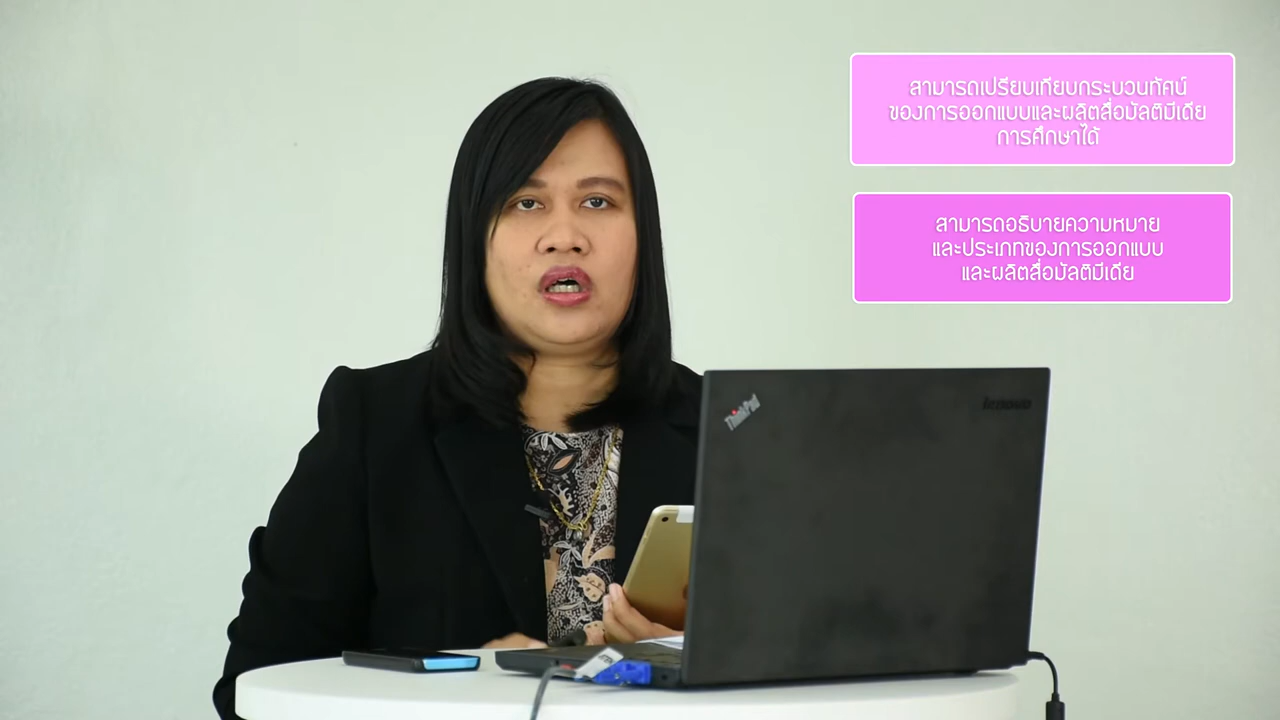 สามารถเปรียบเทียบกระบวนทัศน์
ของการออกแบบและผลิตสื่อมัลติมีเดีย
การศึกษาได้
สามารถอธิบายความหมาย
และประเภทของการออกแบบ
และผลิตสื่อมัลติมีเดีย
ThinkPad
lenovo